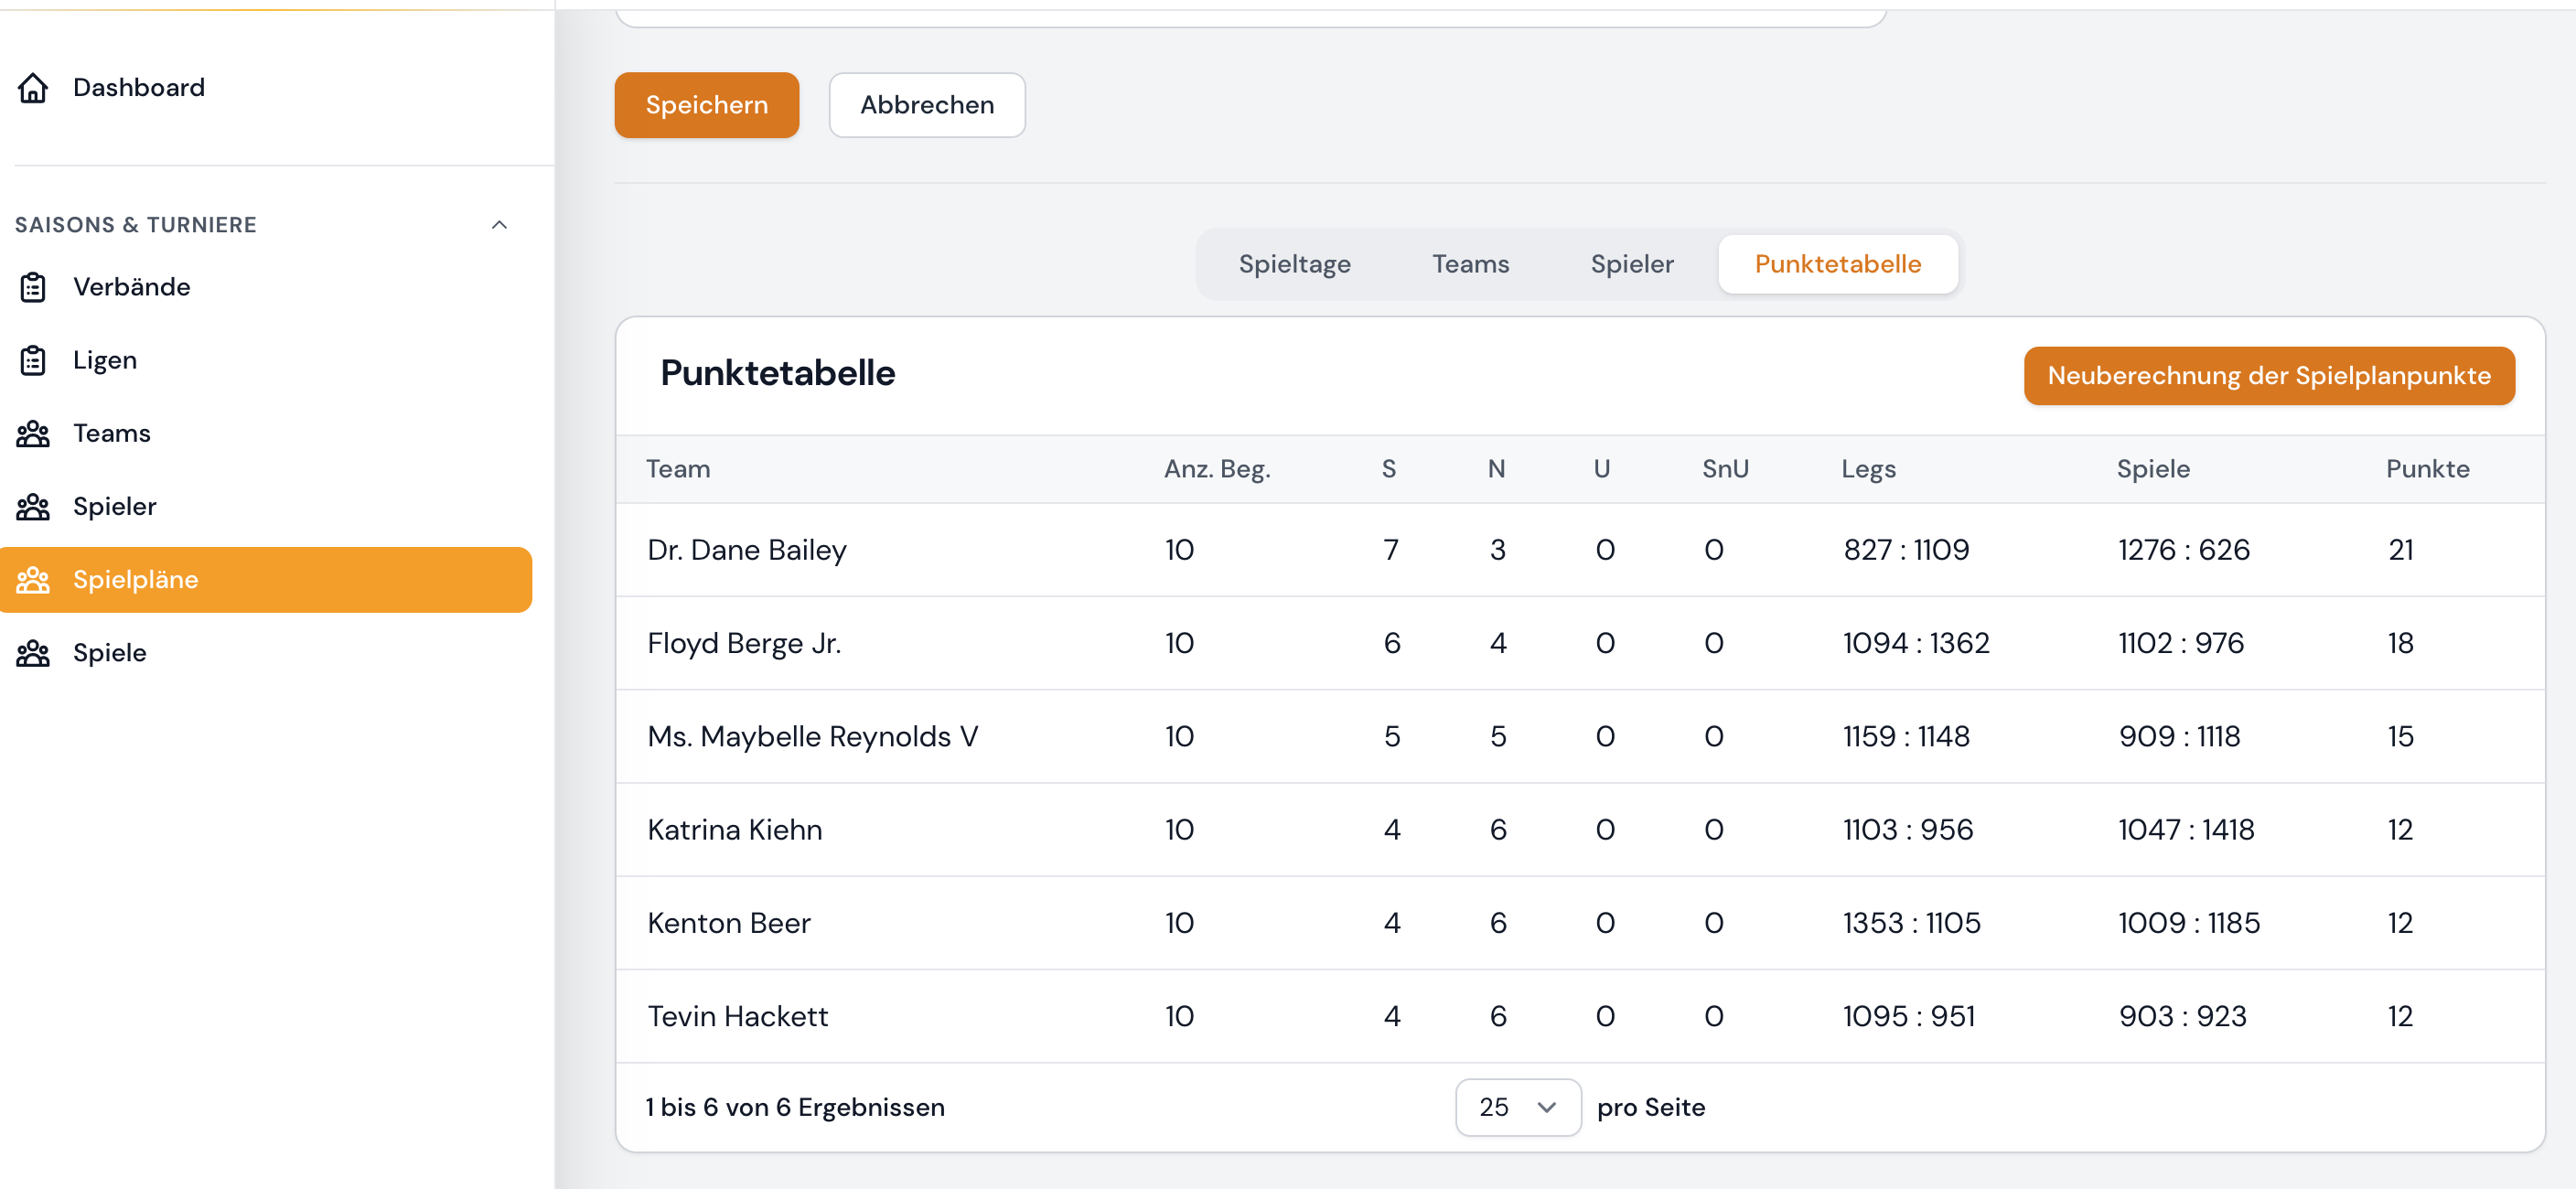 Dashboard
SAISONS & TURNIERE
Verbände
Ligen
Teams
Spieler
Spielpläne
Spiele
Speichern Abbrechen
Spieltage Teams Spieler Punktetabelle
Punktetabelle Neuberechnung der Spielplanpunkte
Team Anz. Beg. S N U SnU Legs Spiele Punkte
Dr. Dane Bailey 10 7 3 0 0 827 : 1109 1276 : 626 21
Floyd Berge Jr. 10 6 4 0 0 1094 : 1362 1102 : 976 18
Ms. Maybelle Reynolds V 10 5 5 0 0 1159 : 1148 909 : 1118 15
Katrina Kiehn 10 4 6 0 0 1103 : 956 1047 : 1418 12
Kenton Beer 10 4 6 0 0 1353 : 1105 1009 : 1185 12
Tevin Hackett 10 4 6 0 0 1095 : 951 903 : 923 12
1 bis 6 von 6 Ergebnissen 25 pro Seite